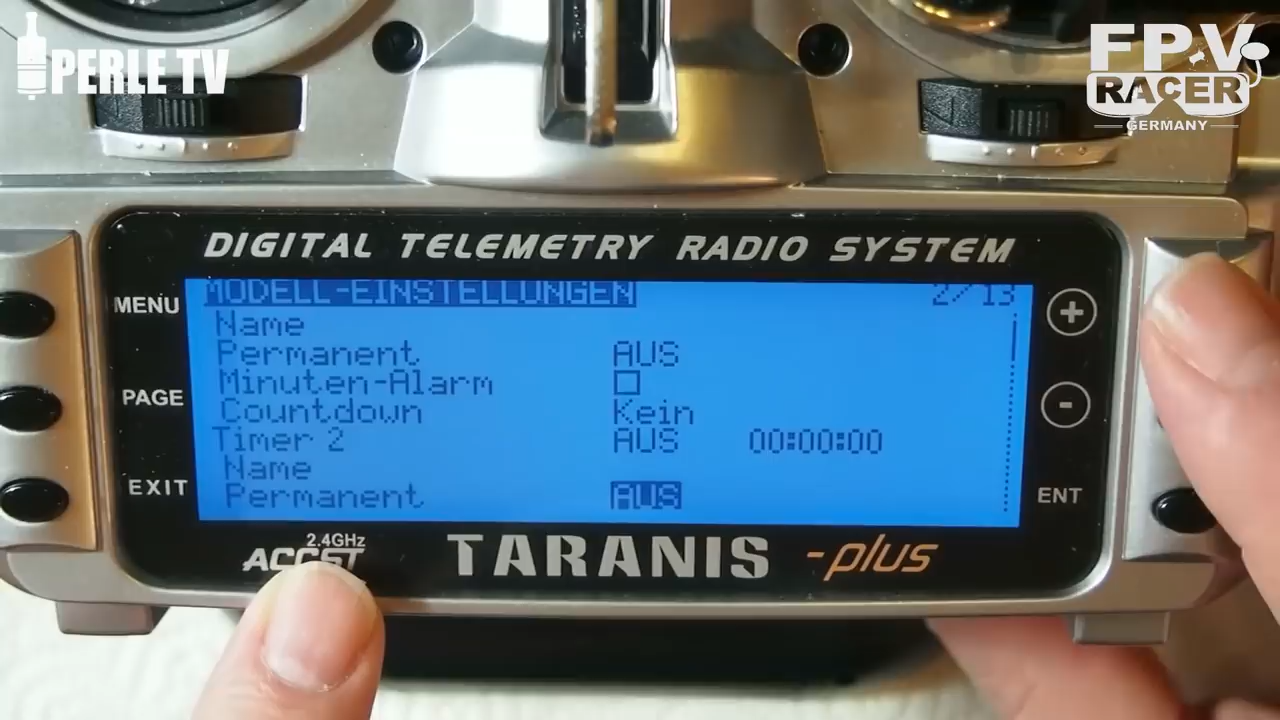 PERLE TV
FPV
RACER
GERMANY
DIGITAL TELEMETRY RADIO SYSTEM
MENU
PAGE
EXIT
MODELL-EINSTELLUNGEN 2/13
Name
Permanent AUS
Minuten-Alarm
Countdown Kein
Timer 2 AUS 00:00:00
Name
Permanent AUS
+
-
ENT
2.4GHz
ACCST
TARANIS -plus